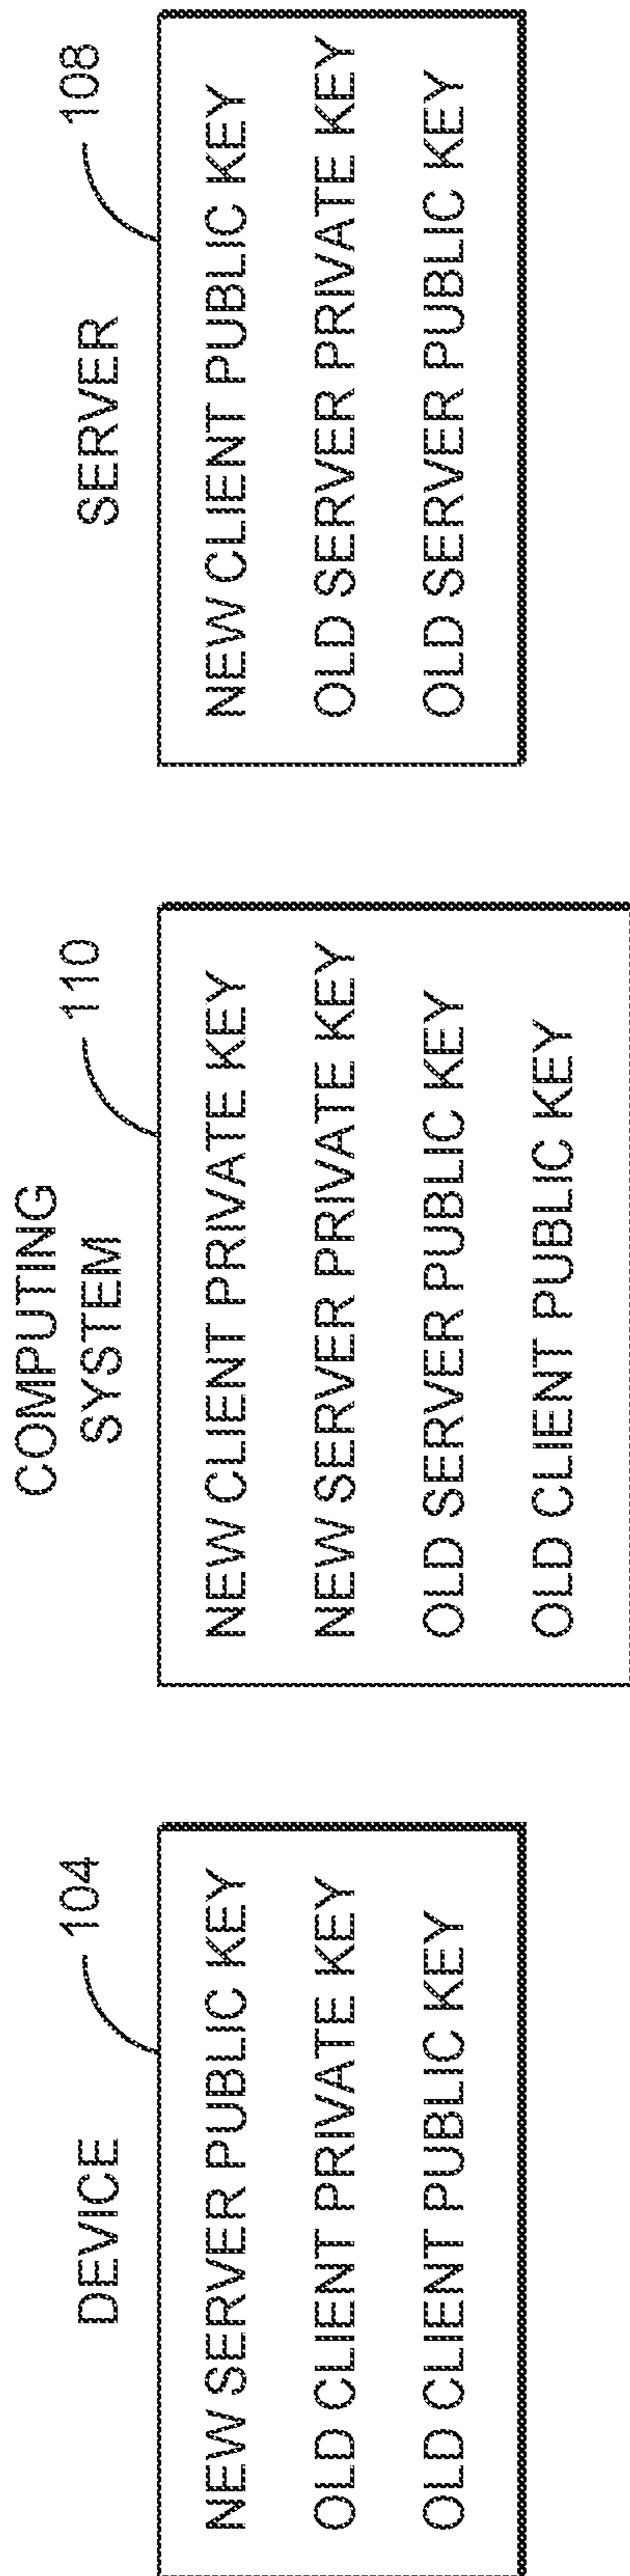 DEVICE
104
NEW SERVER PUBLIC KEY
OLD CLIENT PRIVATE KEY
OLD CLIENT PUBLIC KEY
COMPUTING
SYSTEM
110
NEW CLIENT PRIVATE KEY
NEW SERVER PRIVATE KEY
OLD SERVER PUBLIC KEY
OLD CLIENT PUBLIC KEY
SERVER
108
NEW CLIENT PUBLIC KEY
OLD SERVER PRIVATE KEY
OLD SERVER PUBLIC KEY